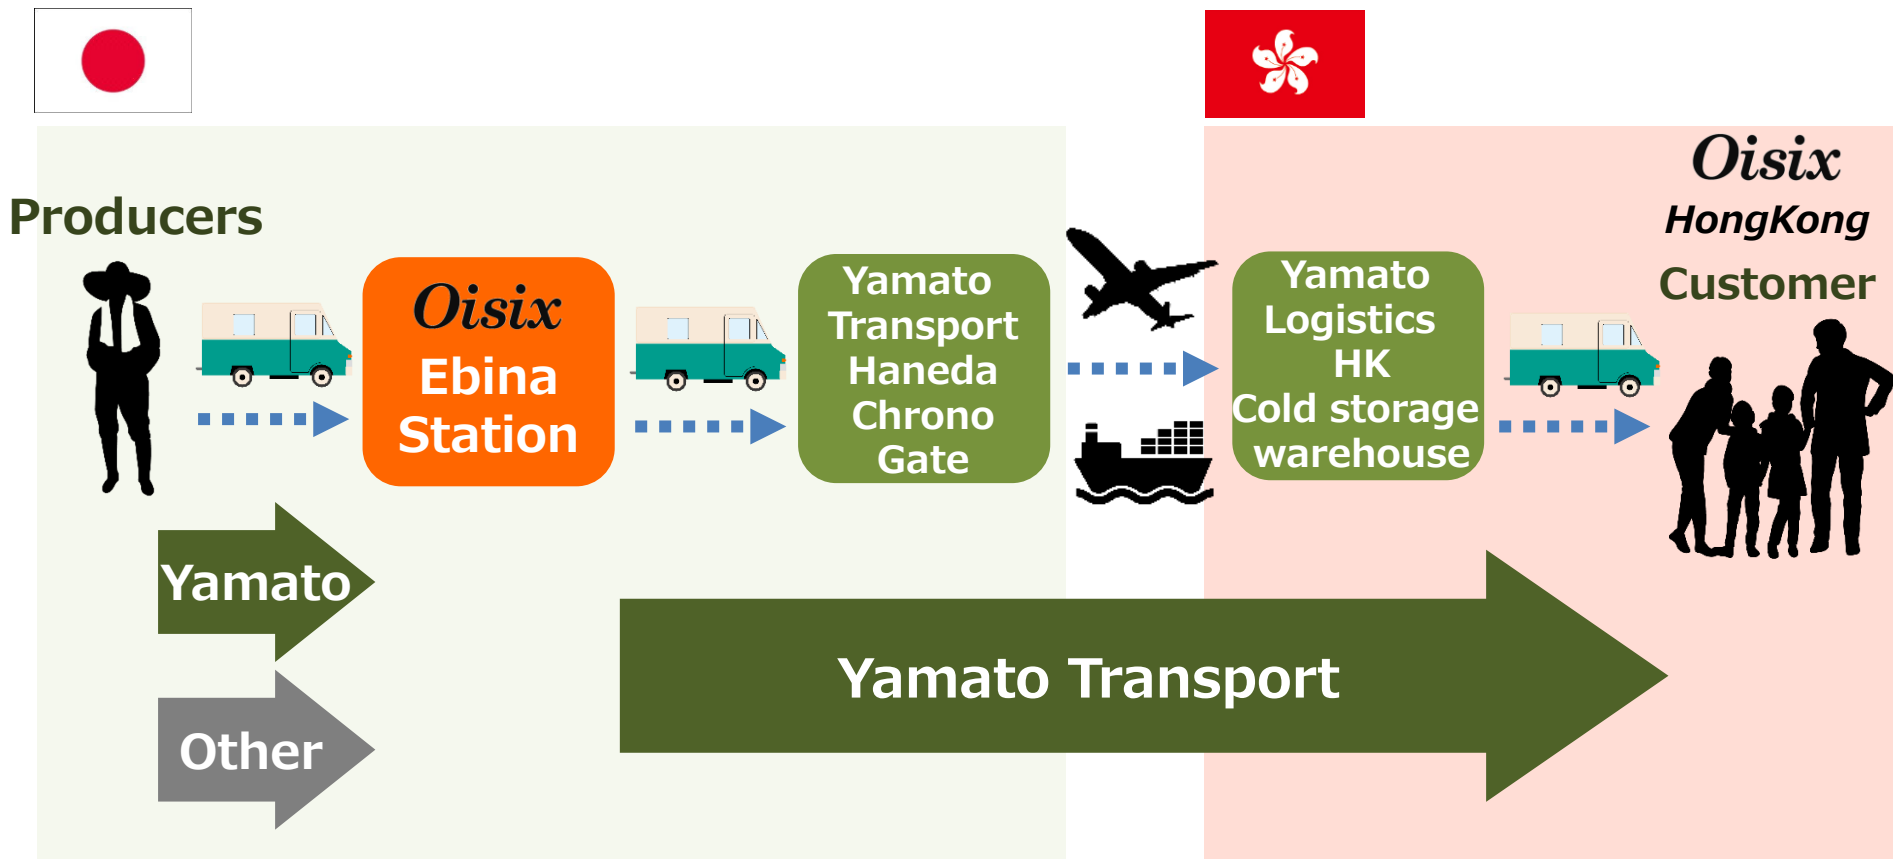 Producers
Oisix
Ebina
Station
Yamato
Transport
Haneda
Chrono
Gate
Yamato
Logistics
HK
Cold storage
warehouse
Oisix
HongKong
Customer
Yamato
Other
Yamato Transport